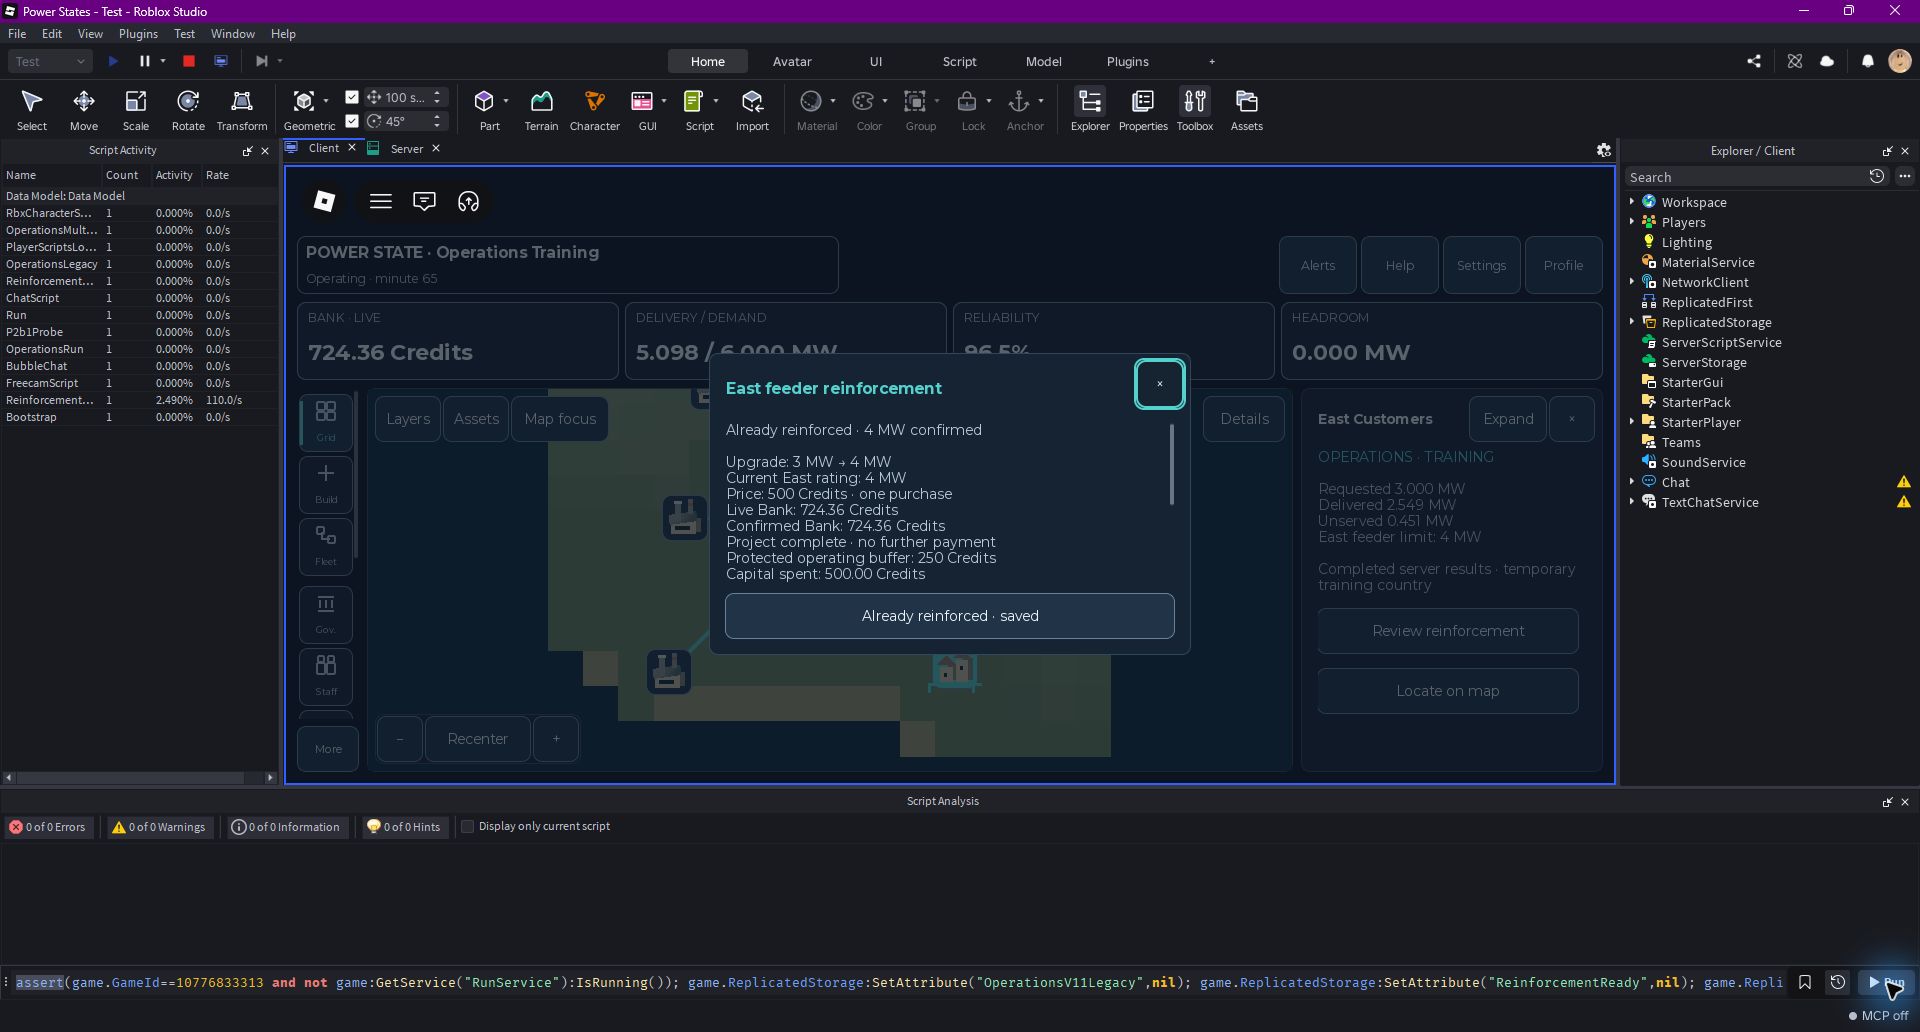 Power States - Test - Roblox Studio
File Edit View Plugins Test Window Help
Test
Home Avatar UI Script Model Plugins +
Select Move Scale Rotate Transform Geometric 100 s... 45° Part Terrain Character GUI Script Import Material Color Group Lock Anchor Explorer Properties Toolbox Assets
Script Activity
Name Count Activity Rate
Data Model: Data Model
RbxCharacterS... 1 0.000% 0.0/s
OperationsMult... 1 0.000% 0.0/s
PlayerScriptsLo... 1 0.000% 0.0/s
OperationsLegacy 1 0.000% 0.0/s
Reinforcement... 1 0.000% 0.0/s
ChatScript 1 0.000% 0.0/s
Run 1 0.000% 0.0/s
P2b1Probe 1 0.000% 0.0/s
OperationsRun 1 0.000% 0.0/s
BubbleChat 1 0.000% 0.0/s
FreecamScript 1 0.000% 0.0/s
Reinforcement... 1 2.490% 110.0/s
Bootstrap 1 0.000% 0.0/s
Client Server
POWER STATE · Operations Training
Operating · minute 65
Alerts Help Settings Profile
BANK · LIVE
724.36 Credits
DELIVERY / DEMAND
5.098 / 6.000 MW
RELIABILITY
96.5%
HEADROOM
0.000 MW
Grid
Build
Fleet
Gov.
Staff
More
Layers Assets Map focus Details
East feeder reinforcement ×
Already reinforced · 4 MW confirmed
Upgrade: 3 MW → 4 MW
Current East rating: 4 MW
Price: 500 Credits · one purchase
Live Bank: 724.36 Credits
Confirmed Bank: 724.36 Credits
Project complete · no further payment
Protected operating buffer: 250 Credits
Capital spent: 500.00 Credits
Already reinforced · saved
− Recenter +
East Customers Expand ×
OPERATIONS · TRAINING
Requested 3.000 MW
Delivered 2.549 MW
Unserved 0.451 MW
East feeder limit: 4 MW
Completed server results · temporary
training country
Review reinforcement
Locate on map
Explorer / Client
Search
Workspace
Players
Lighting
MaterialService
NetworkClient
ReplicatedFirst
ReplicatedStorage
ServerScriptService
ServerStorage
StarterGui
StarterPack
StarterPlayer
Teams
SoundService
Chat
TextChatService
Script Analysis
0 of 0 Errors 0 of 0 Warnings 0 of 0 Information 0 of 0 Hints Display only current script
assert(game.GameId==10776833313 and not game:GetService("RunService"):IsRunning()); game.ReplicatedStorage:SetAttribute("OperationsV11Legacy",nil); game.ReplicatedStorage:SetAttribute("ReinforcementReady",nil); game.Repli
MCP off